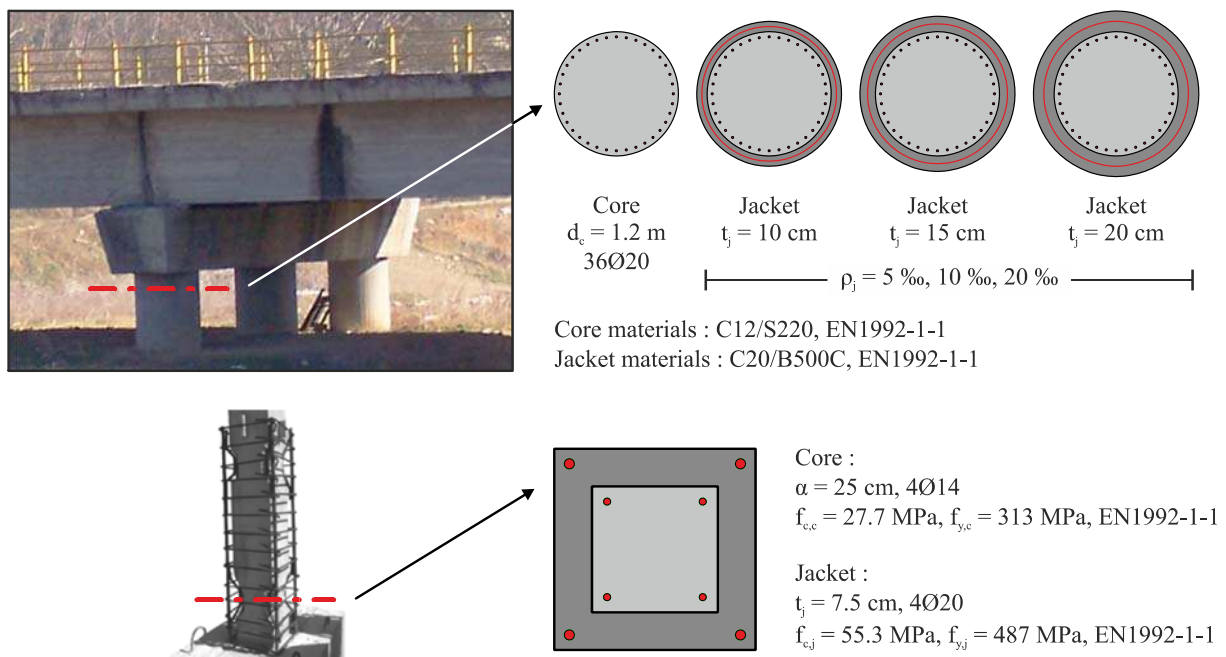 Core
d_c = 1.2 m
36Ø20
Jacket
t_j = 10 cm
Jacket
t_j = 15 cm
Jacket
t_j = 20 cm
ρ_j = 5 ‰, 10 ‰, 20 ‰
Core materials : C12/S220, EN1992-1-1
Jacket materials : C20/B500C, EN1992-1-1
Core :
α = 25 cm, 4Ø14
f_c,c = 27.7 MPa, f_y,c = 313 MPa, EN1992-1-1
Jacket :
t_j = 7.5 cm, 4Ø20
f_c,j = 55.3 MPa, f_y,j = 487 MPa, EN1992-1-1